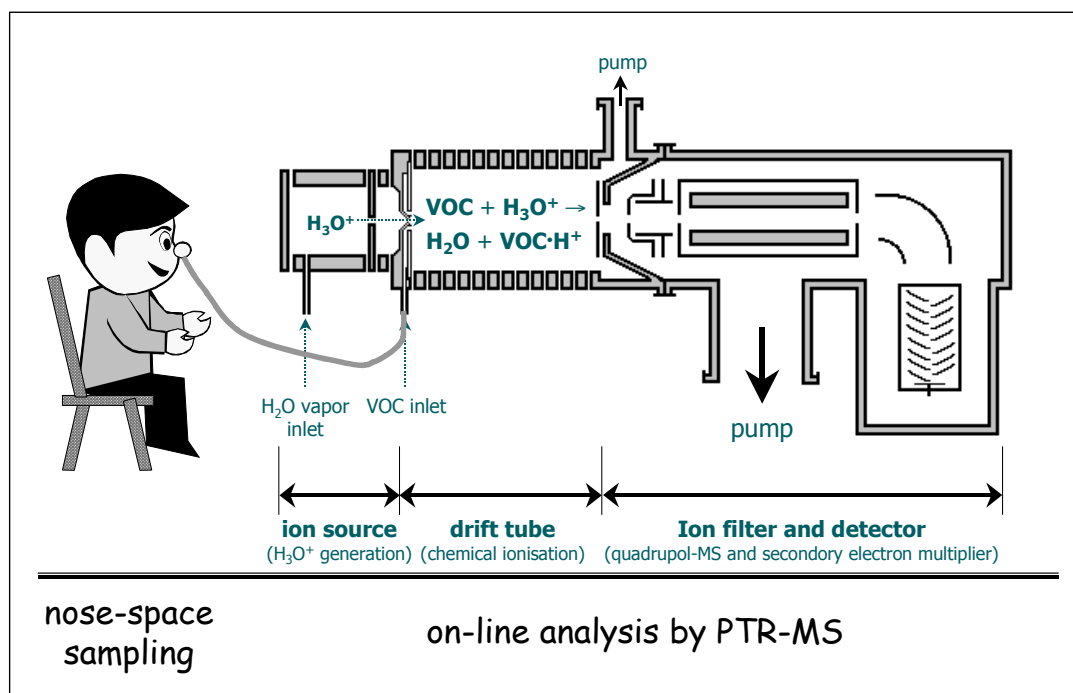 pump
VOC + H₃O⁺ →
H₃O⁺
H₂O + VOC·H⁺
H₂O vapor
inlet
VOC inlet
pump
ion source
(H₃O⁺ generation)
drift tube
(chemical ionisation)
Ion filter and detector
(quadrupol-MS and secondory electron multiplier)
nose-space
sampling
on-line analysis by PTR-MS